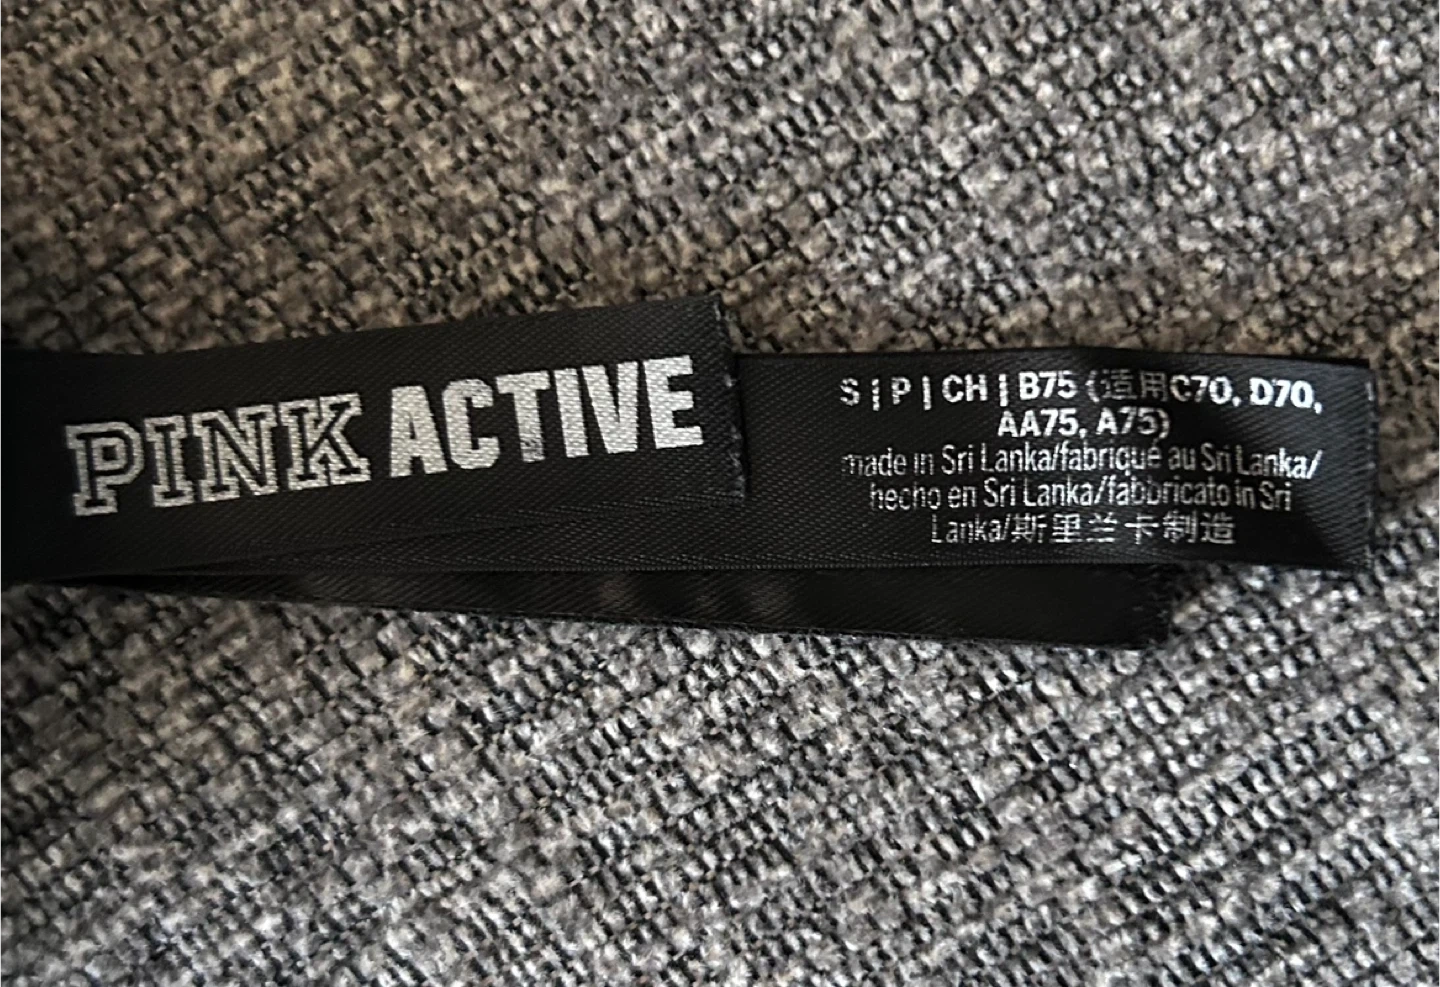 PINK ACTIVE
S | P | CH | B75 (适用C70, D70,
AA75, A75)
made in Sri Lanka/fabriqué au Sri Lanka/
hecho en Sri Lanka/fabbricato in Sri
Lanka/斯里兰卡制造